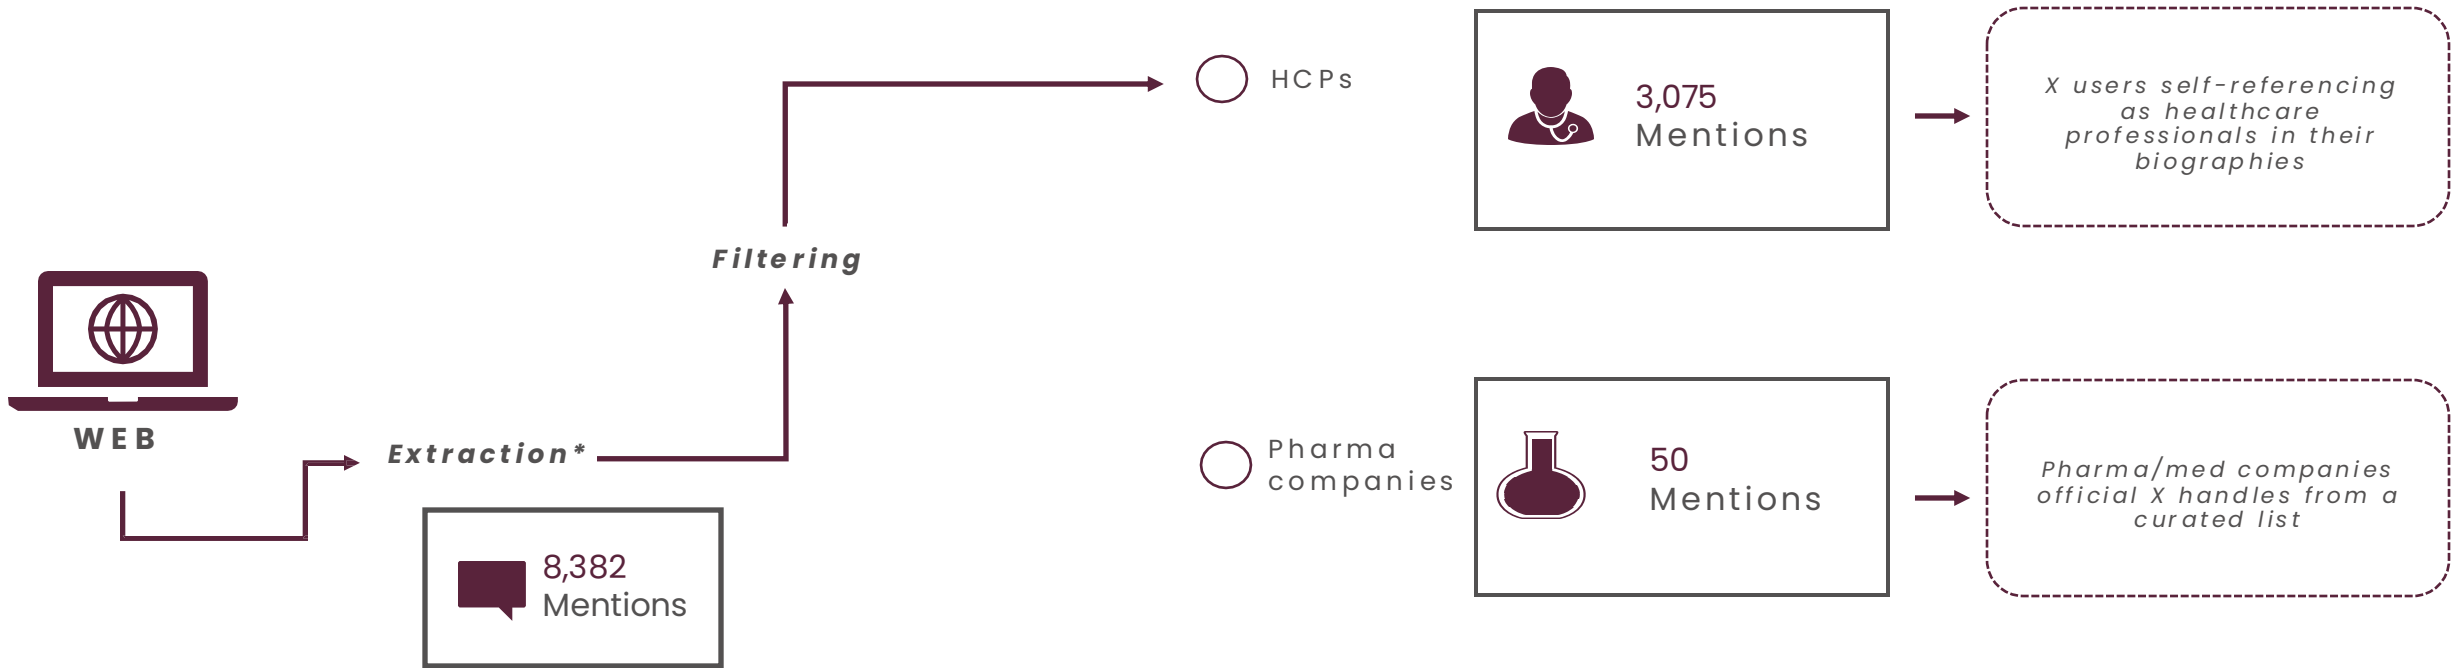 WEB
Extraction*
8,382
Mentions
Filtering
HCPs
3,075
Mentions
X users self-referencing
as healthcare
professionals in their
biographies
Pharma
companies
50
Mentions
Pharma/med companies
official X handles from a
curated list